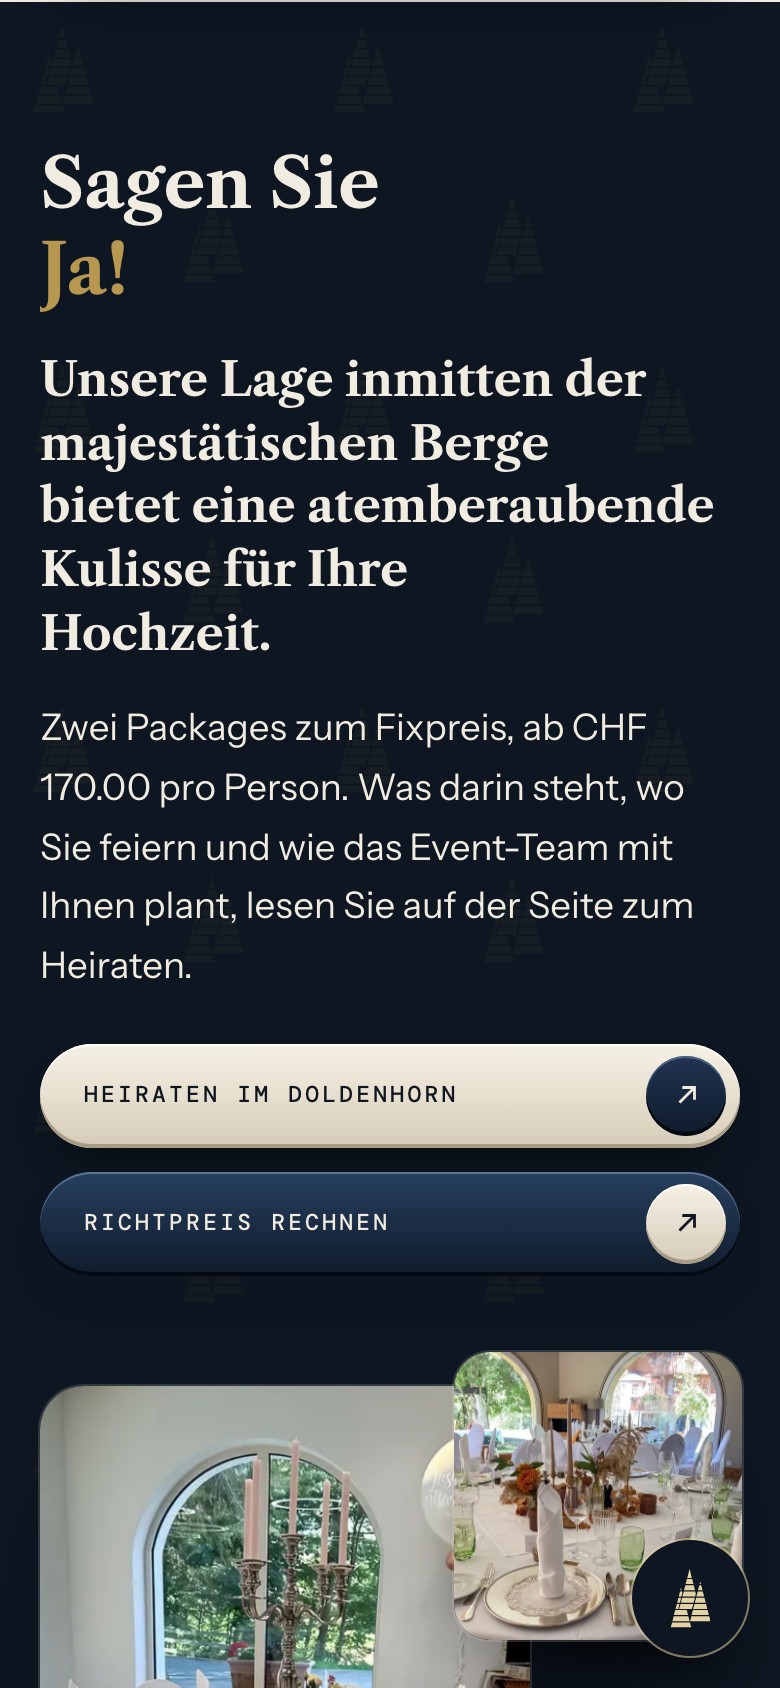 Sagen Sie
Ja!
Unsere Lage inmitten der
majestätischen Berge
bietet eine atemberaubende
Kulisse für Ihre
Hochzeit.
Zwei Packages zum Fixpreis, ab CHF
170.00 pro Person. Was darin steht, wo
Sie feiern und wie das Event-Team mit
Ihnen plant, lesen Sie auf der Seite zum
Heiraten.
HEIRATEN IM DOLDENHORN
RICHTPREIS RECHNEN